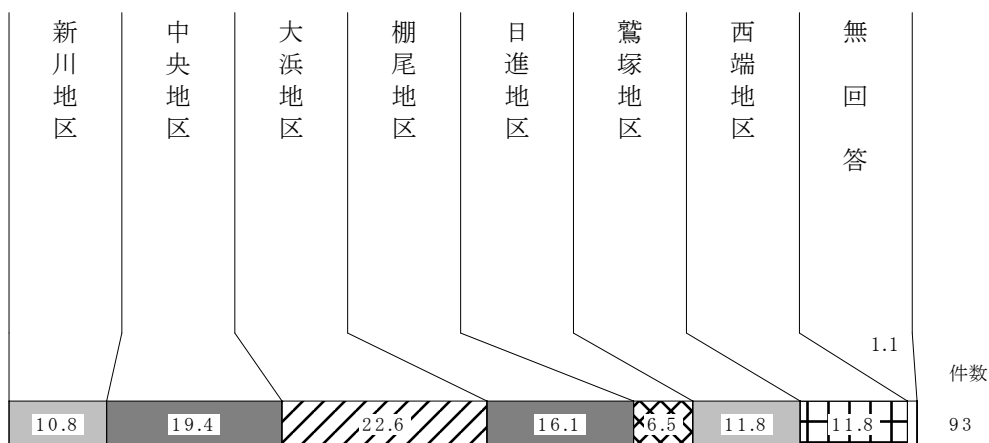 新川地区
中央地区
大浜地区
棚尾地区
日進地区
鷲塚地区
西端地区
無回答
1.1
件数
10.8
19.4
22.6
16.1
6.5
11.8
11.8
93